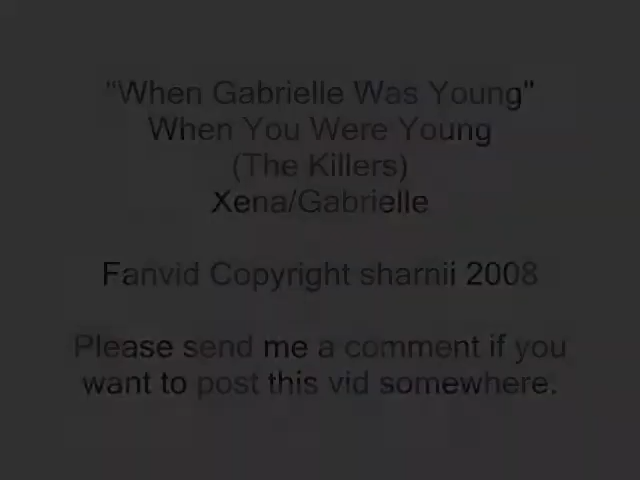 "When Gabrielle Was Young"
When You Were Young
(The Killers)
Xena/Gabrielle
Fanvid Copyright sharnii 2008
Please send me a comment if you
want to post this vid somewhere.